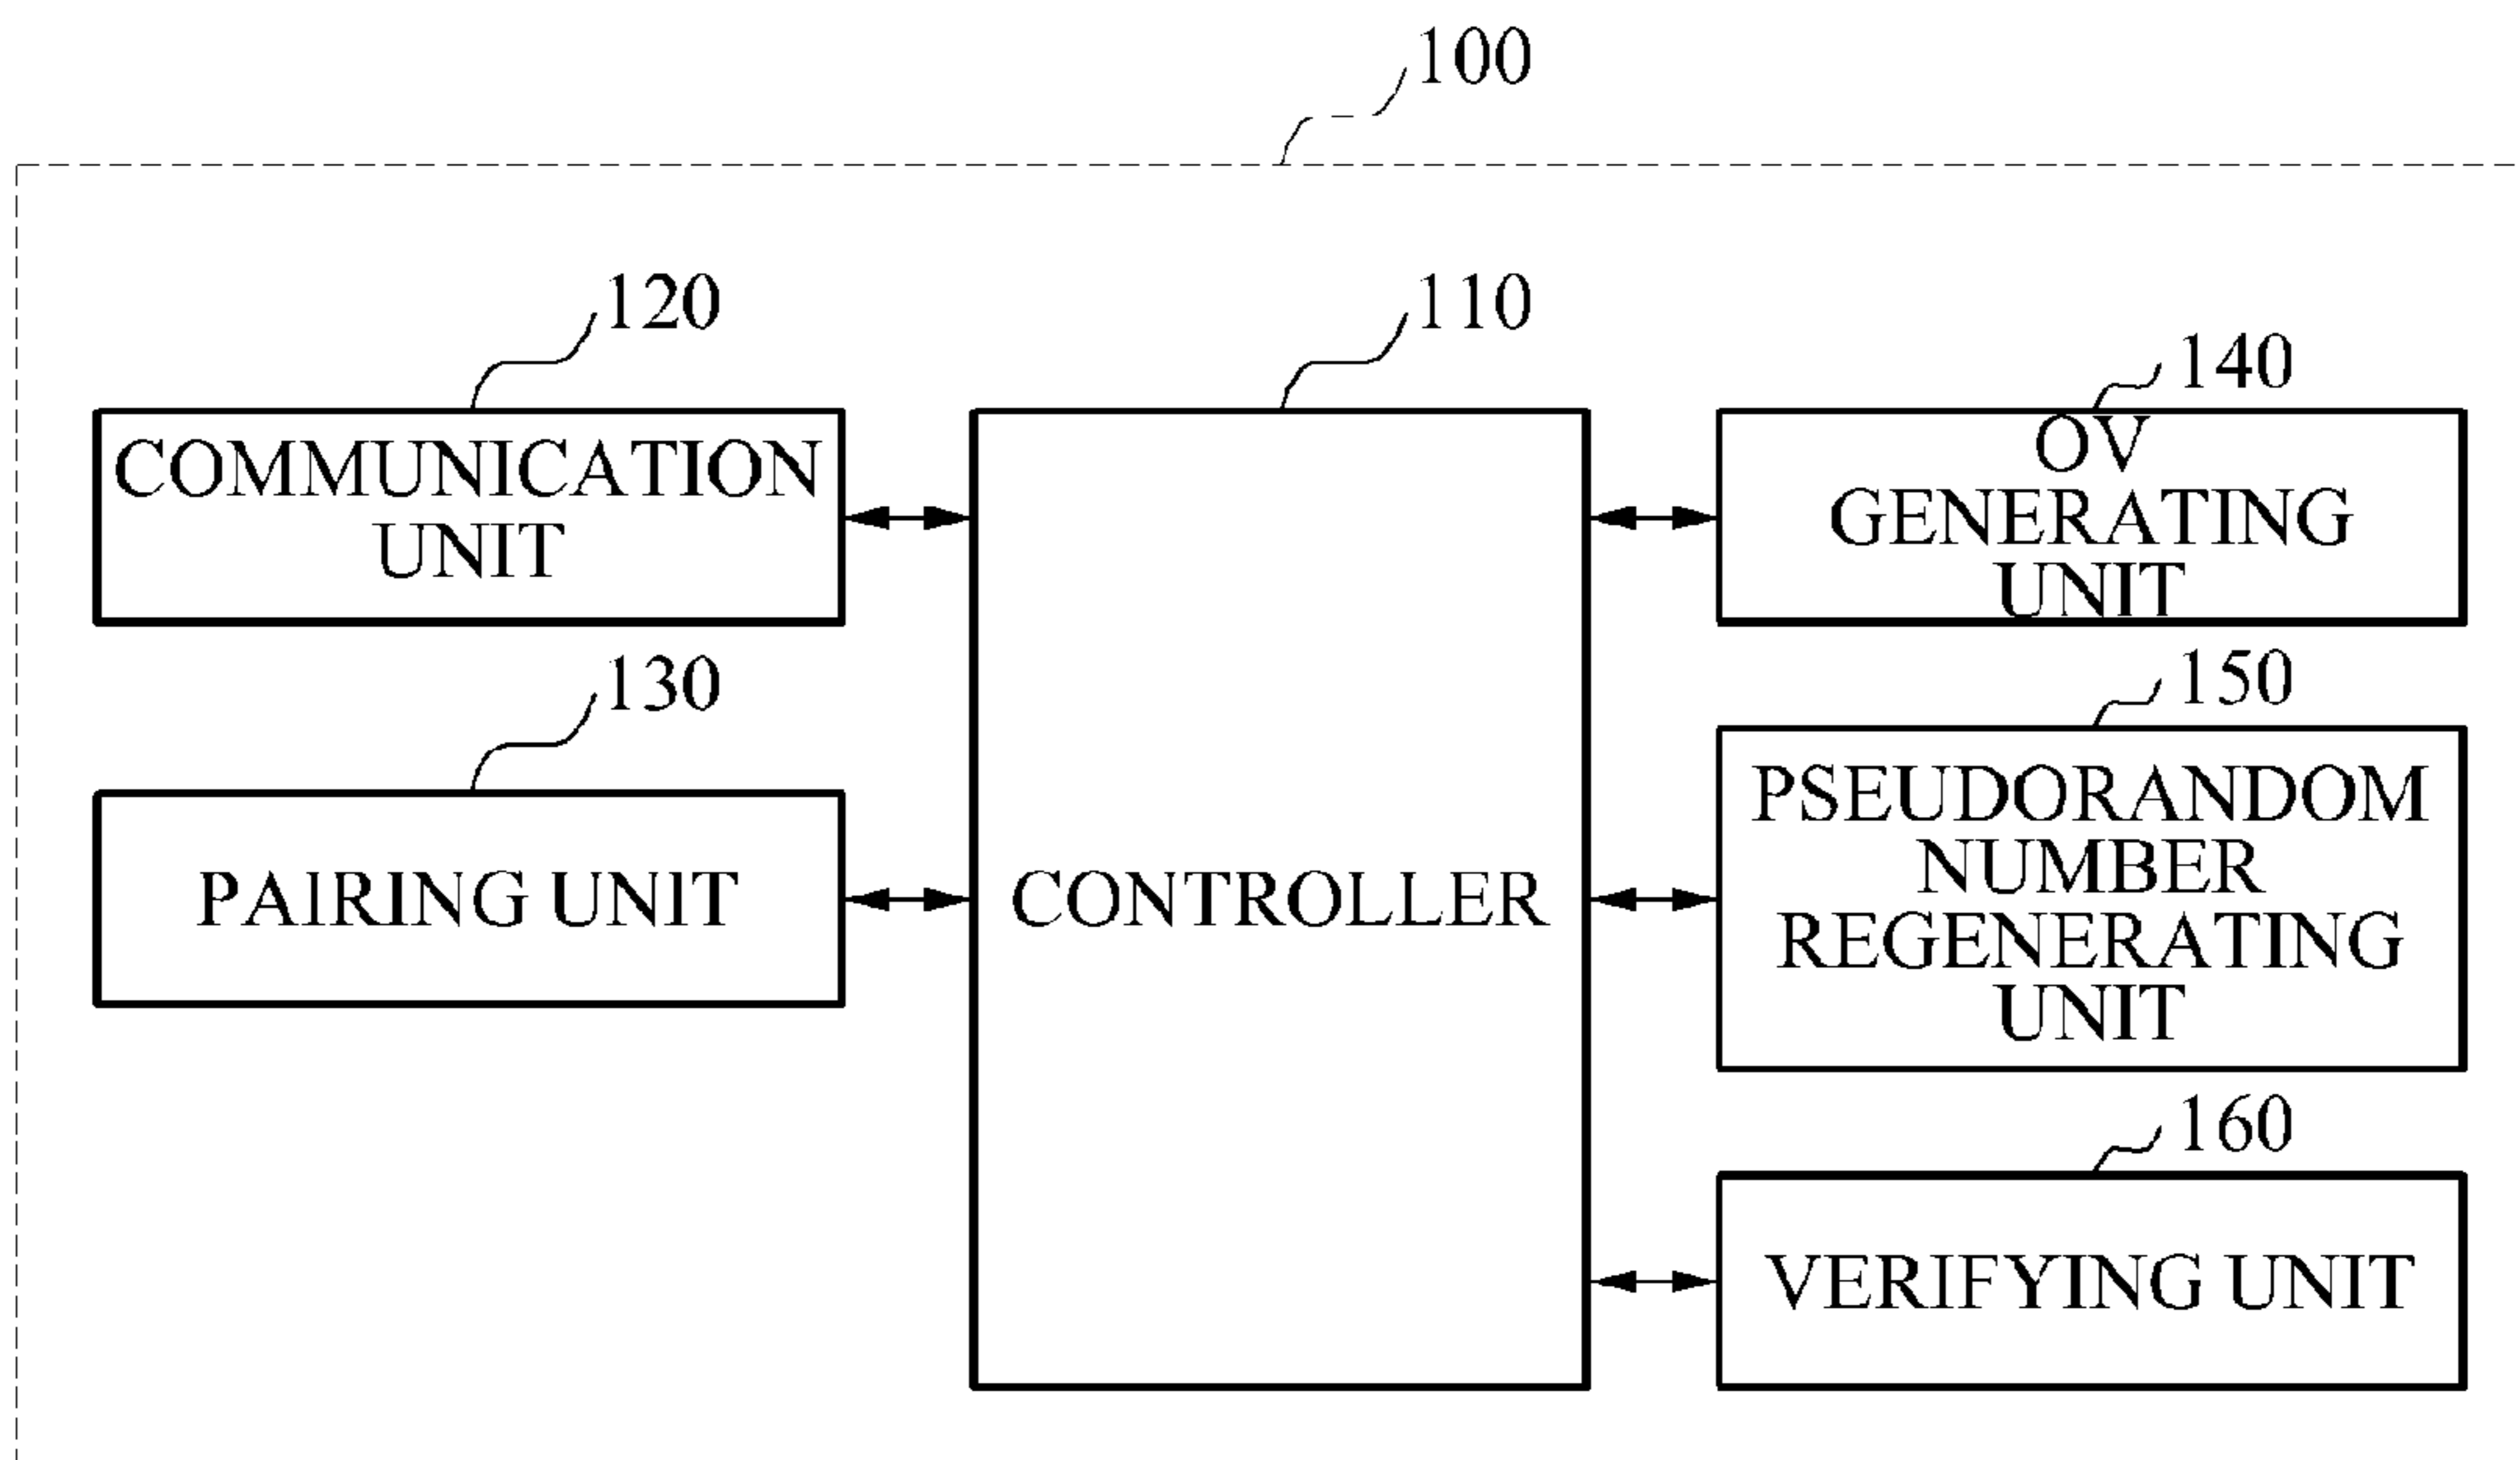 100
120
110
140
COMMUNICATION
UNIT
OV
GENERATING
UNIT
130
150
PAIRING UNIT
CONTROLLER
PSEUDORANDOM
NUMBER
REGENERATING
UNIT
160
VERIFYING UNIT